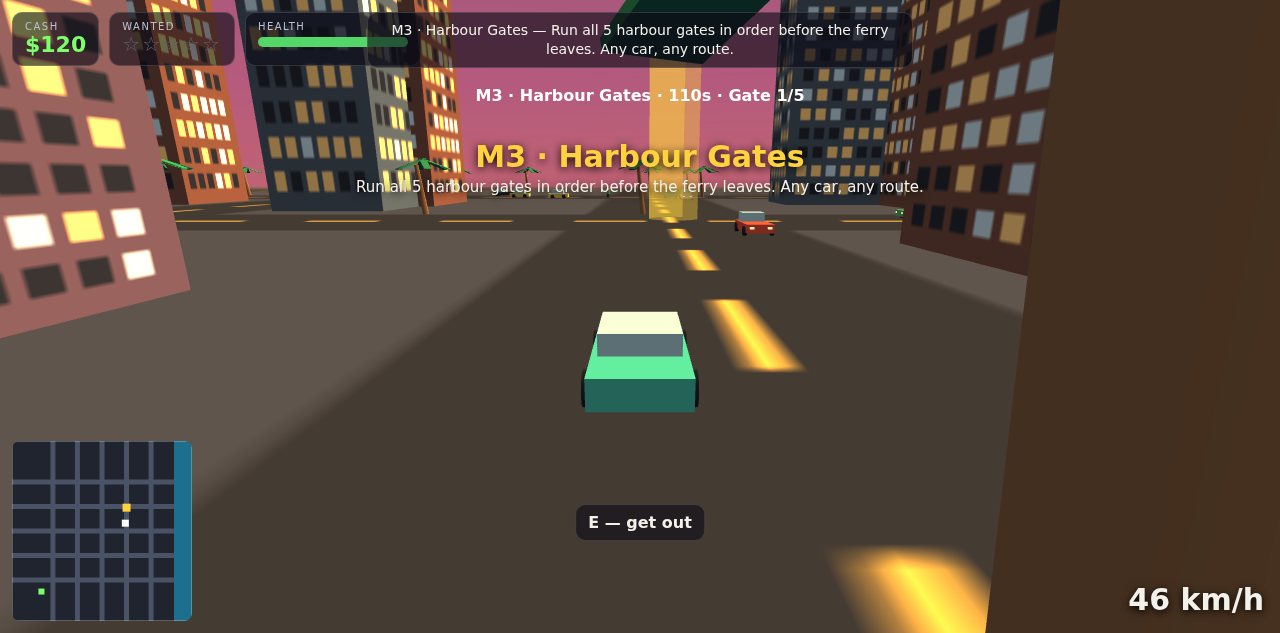 CASH
$120
WANTED
☆☆☆☆☆
HEALTH
M3 · Harbour Gates — Run all 5 harbour gates in order before the ferry
leaves. Any car, any route.
M3 · Harbour Gates · 110s · Gate 1/5
M3 · Harbour Gates
Run all 5 harbour gates in order before the ferry leaves. Any car, any route.
E — get out
46 km/h